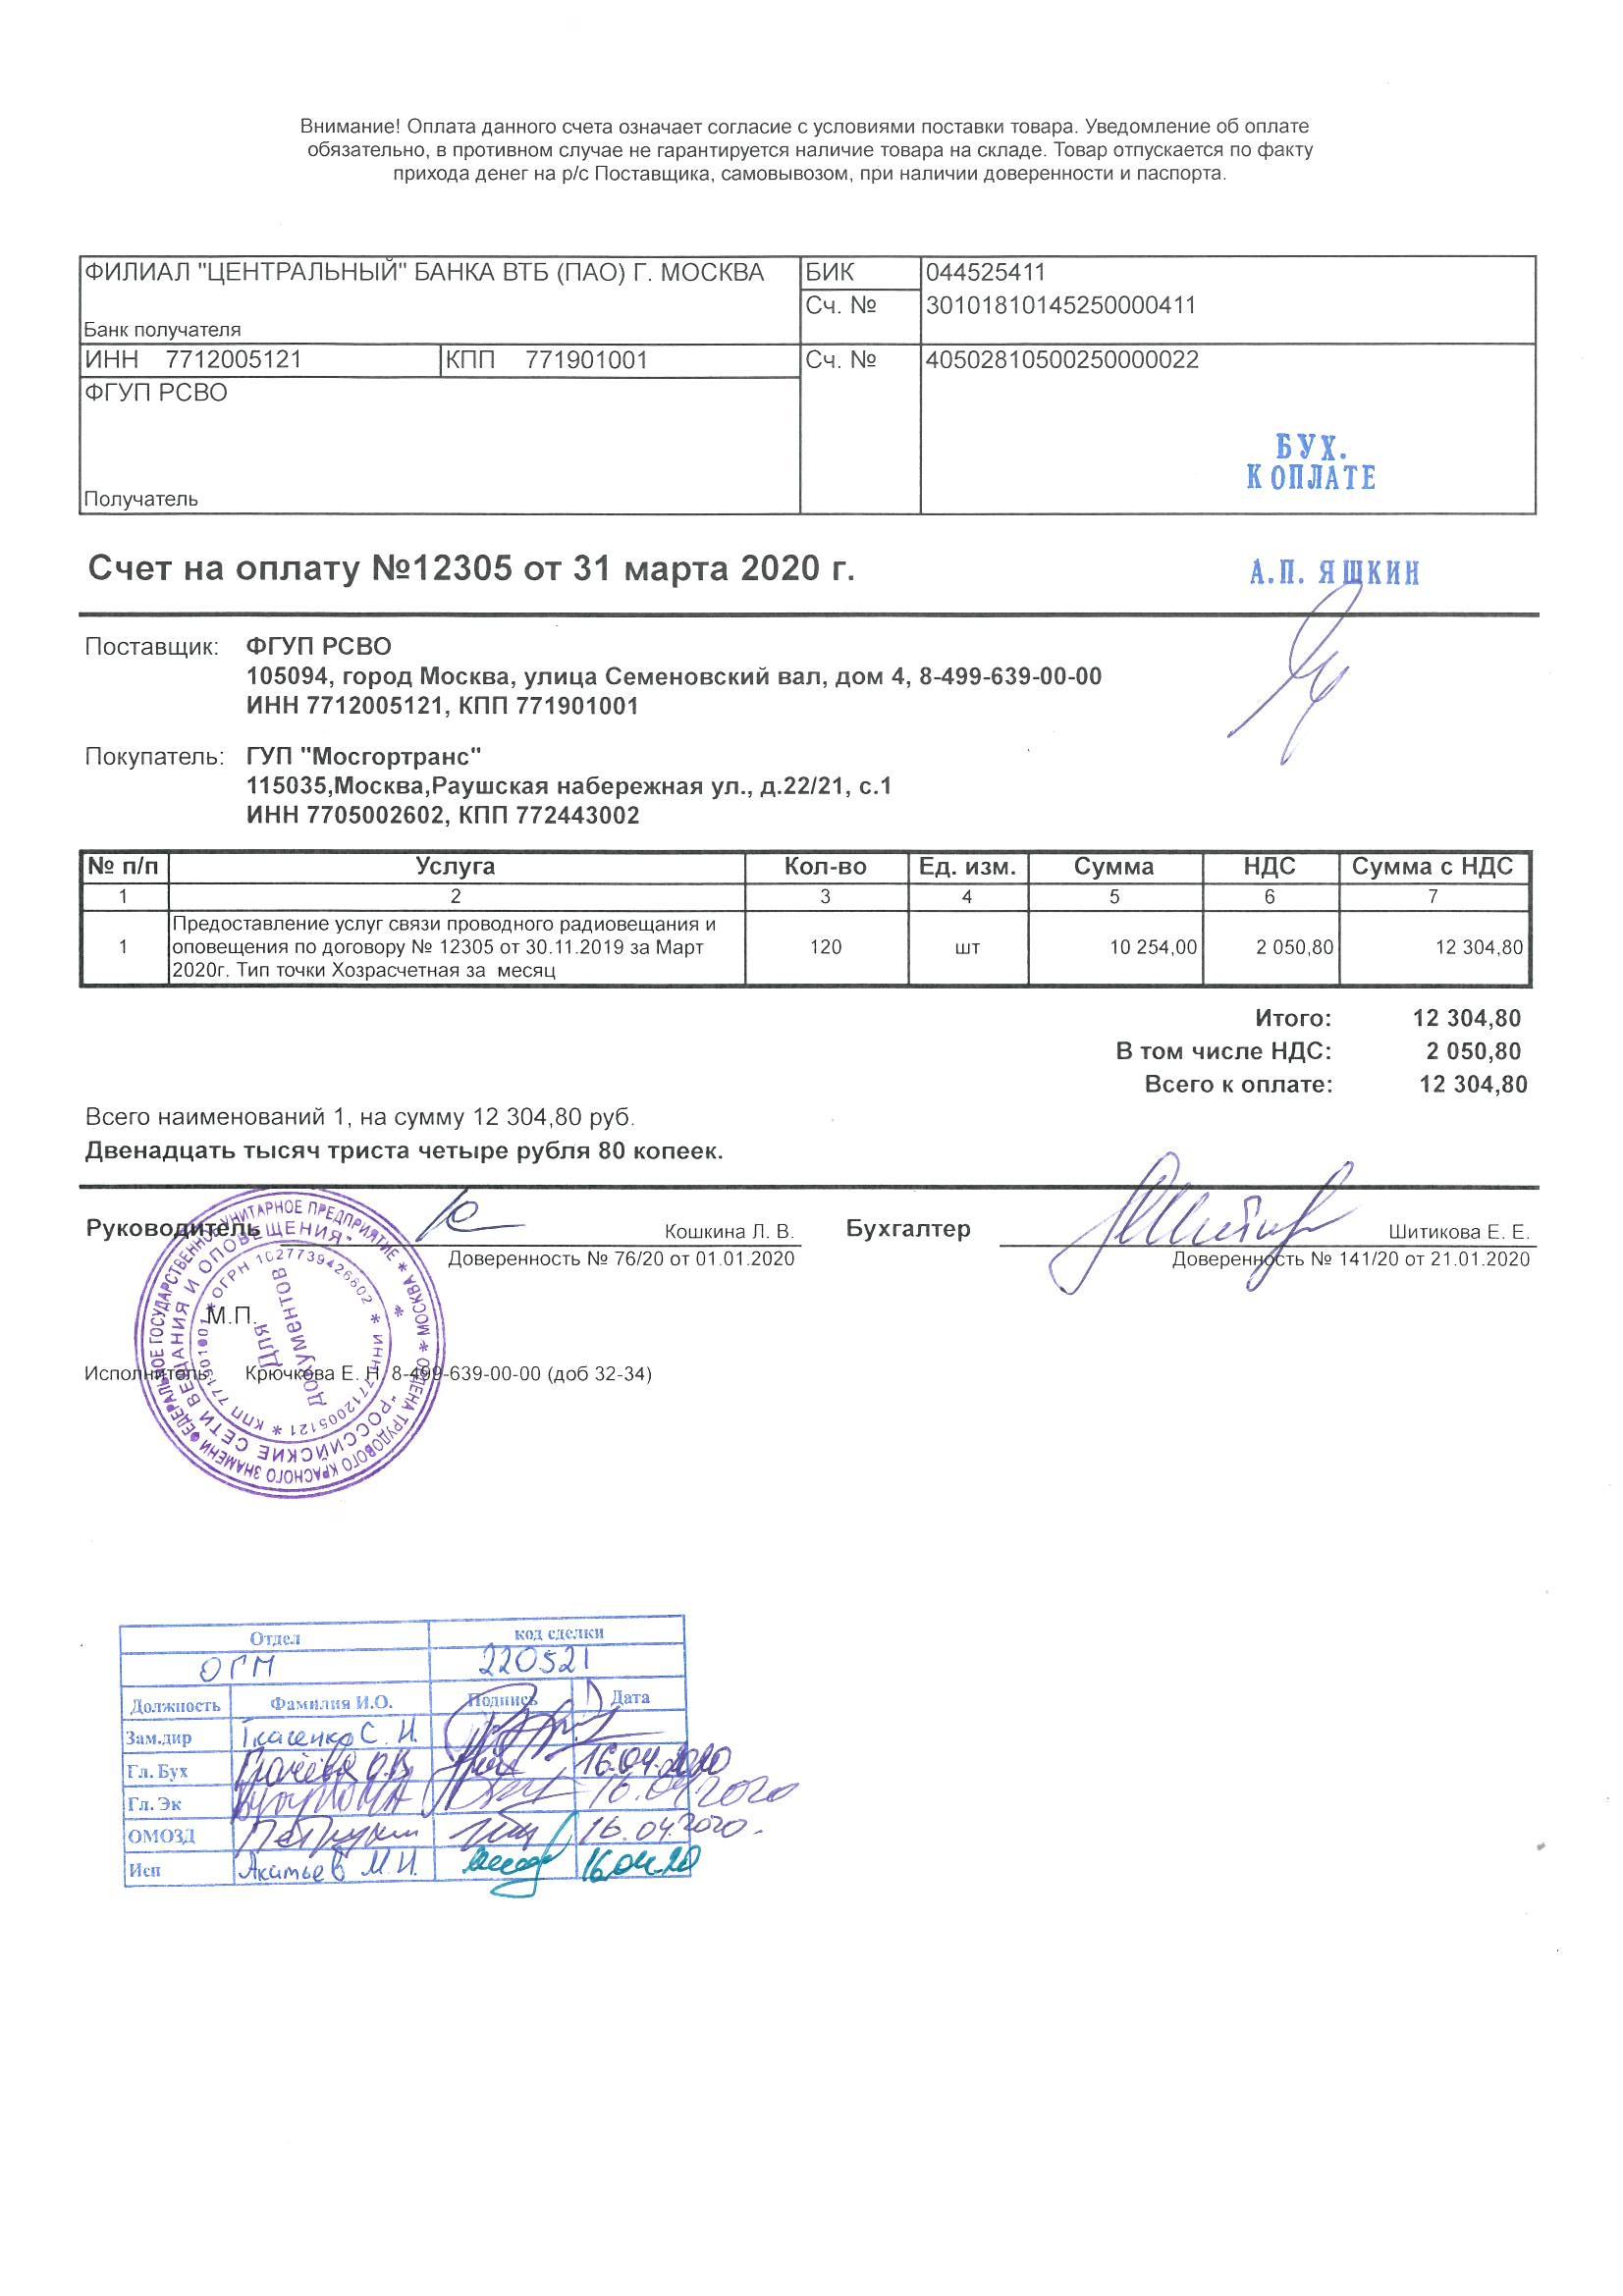 Внимание! Оплата данного счета означает согласие с условиями поставки товара. Уведомление об оплате
обязательно, в противном случае не гарантируется наличие товара на складе. Товар отпускается по факту
прихода денег на р/с Поставщика, самовывозом, при наличии доверенности и паспорта.
ФИЛИАЛ "ЦЕНТРАЛЬНЫЙ" БАНКА ВТБ (ПАО) Г. МОСКВА БИК 044525411
Сч. № 30101810145250000411
Банк получателя
ИНН 7712005121 КПП 771901001 Сч. № 40502810500250000022
ФГУП РСВО
БУХ.
К ОПЛАТЕ
Получатель
Счет на оплату №12305 от 31 марта 2020 г.
А.П. ЯШКИН
Поставщик: ФГУП РСВО
105094, город Москва, улица Семеновский вал, дом 4, 8-499-639-00-00
ИНН 7712005121, КПП 771901001
Покупатель: ГУП "Мосгортранс"
115035,Москва,Раушская набережная ул., д.22/21, с.1
ИНН 7705002602, КПП 772443002
№ п/п Услуга Кол-во Ед. изм. Сумма НДС Сумма с НДС
1 2 3 4 5 6 7
Предоставление услуг связи проводного радиовещания и
1 оповещения по договору № 12305 от 30.11.2019 за Март 120 шт 10 254,00 2 050,80 12 304,80
2020г. Тип точки Хозрасчетная за месяц
Итого: 12 304,80
В том числе НДС: 2 050,80
Всего к оплате: 12 304,80
Всего наименований 1, на сумму 12 304,80 руб.
Двенадцать тысяч триста четыре рубля 80 копеек.
Руководитель Кошкина Л. В. Бухгалтер Шитикова Е. Е.
Доверенность № 76/20 от 01.01.2020 Доверенность № 141/20 от 21.01.2020
М.П.
Исполнитель Крючкова Е. Н. 8-499-639-00-00 (доб 32-34)
ФЕДЕРАЛЬНОЕ ГОСУДАРСТВЕННОЕ УНИТАРНОЕ ПРЕДПРИЯТИЕ * МОСКВА * ОРДЕНА ТРУДОВОГО КРАСНОГО ЗНАМЕНИ
"РОССИЙСКИЕ СЕТИ ВЕЩАНИЯ И ОПОВЕЩЕНИЯ"
* ОГРН 1027739426602 * ИНН 7712005121 * КПП 771901001
Для
документов
Отдел код сделки
ОГМ 220521
Должность Фамилия И.О. Подпись Дата
Зам.дир Ткаченко С. И.
Гл. Бух 16.04.2020
Гл. Эк 16.04.2020
ОМОЗД 16.04.2020.
Исп Акатьев М.И. 16.04.20